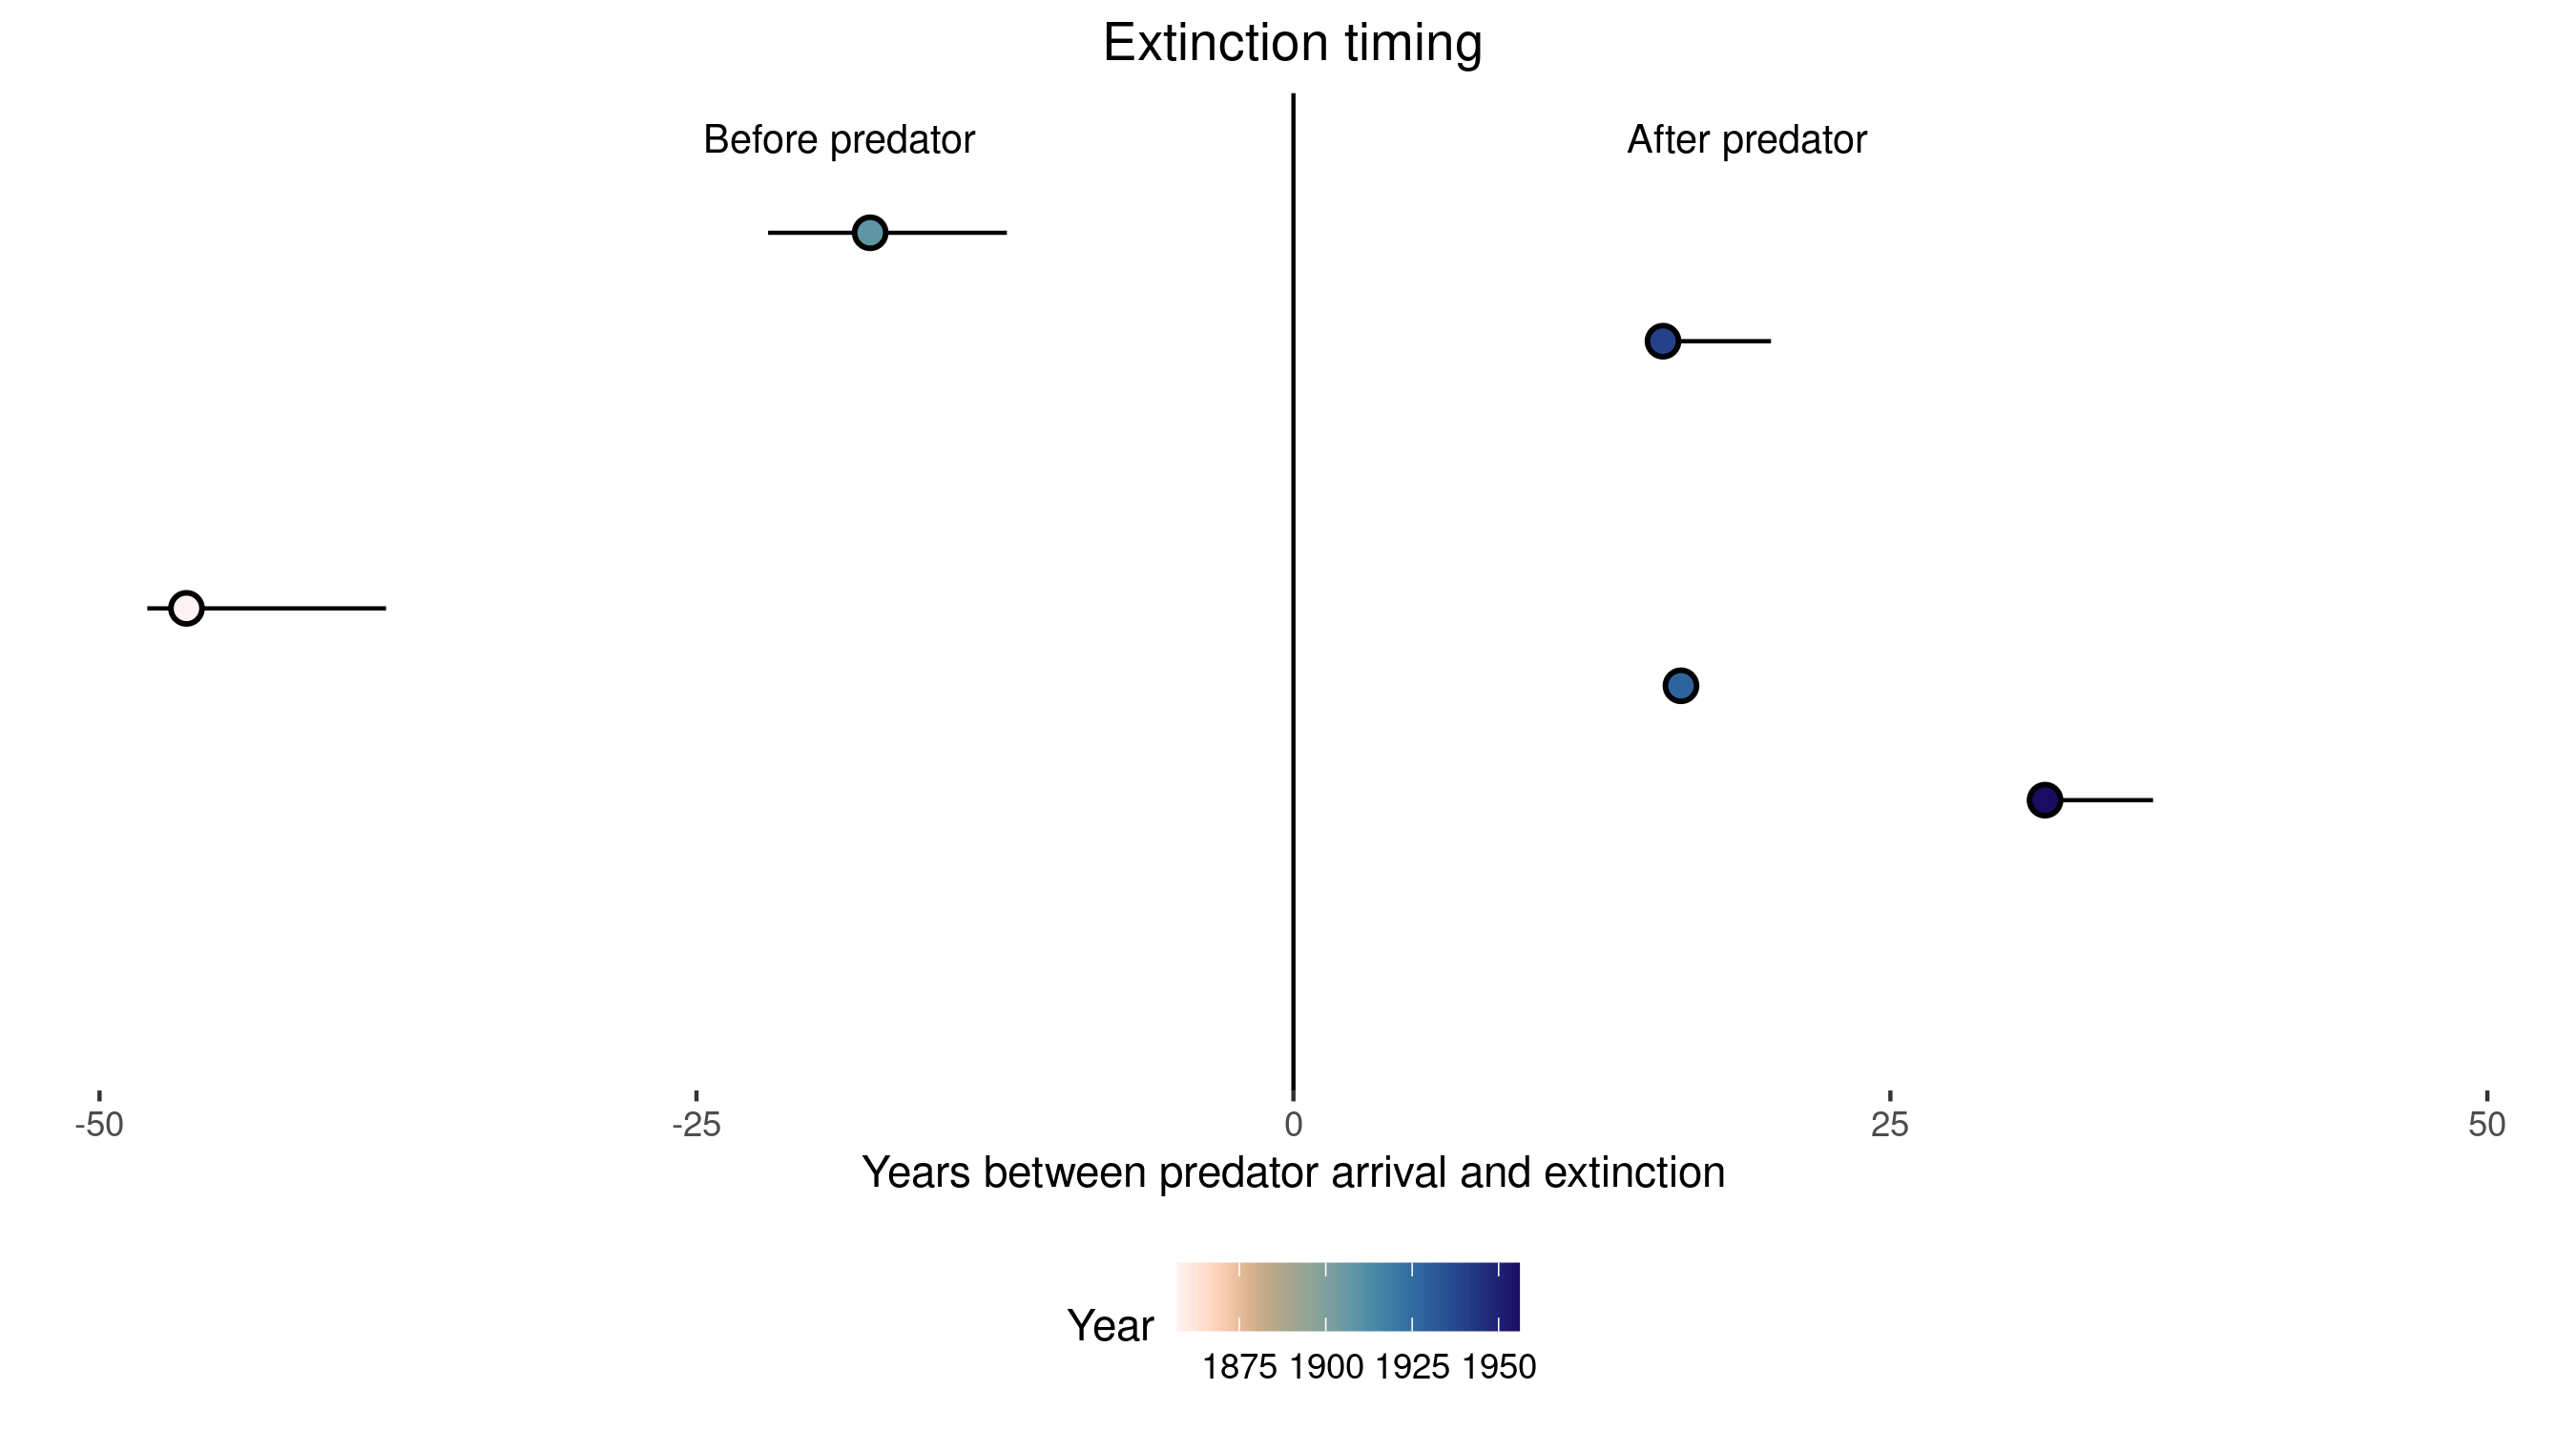 Extinction timing
Before predator
After predator
-50 -25 0 25 50
Years between predator arrival and extinction
Year
1875 1900 1925 1950